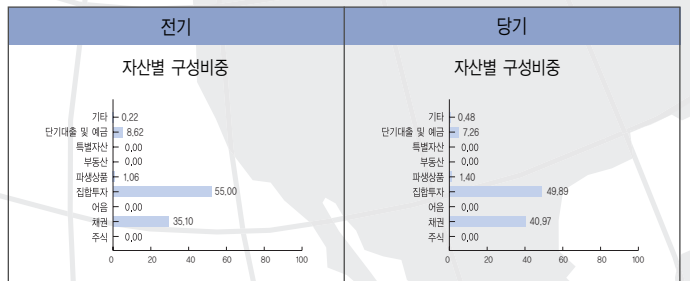 전기
당기
자산별 구성비중
기타 0.22
단기대출 및 예금 8.62
특별자산 0.00
부동산 0.00
파생상품 1.06
집합투자 55.00
어음 0.00
채권 35.10
주식 0.00
0 20 40 60 80 100
자산별 구성비중
기타 0.48
단기대출 및 예금 7.26
특별자산 0.00
부동산 0.00
파생상품 1.40
집합투자 49.89
어음 0.00
채권 40.97
주식 0.00
0 20 40 60 80 100